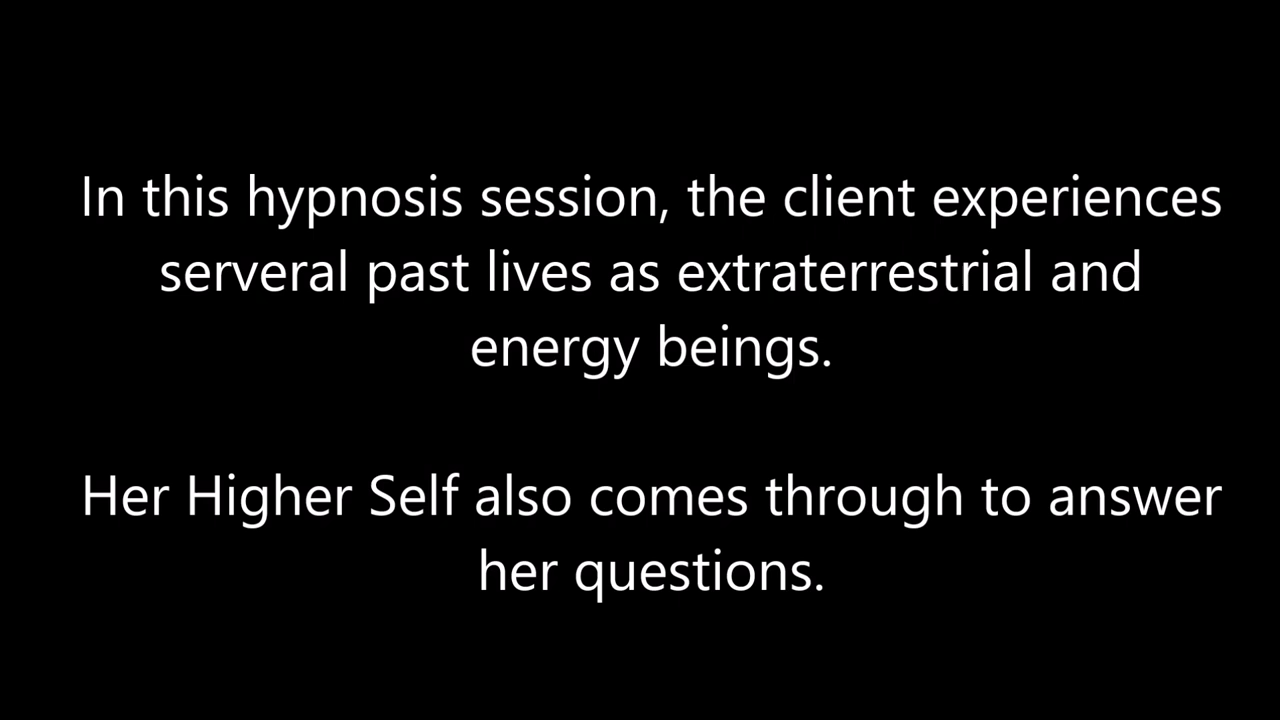 In this hypnosis session, the client experiences
serveral past lives as extraterrestrial and
energy beings.
Her Higher Self also comes through to answer
her questions.